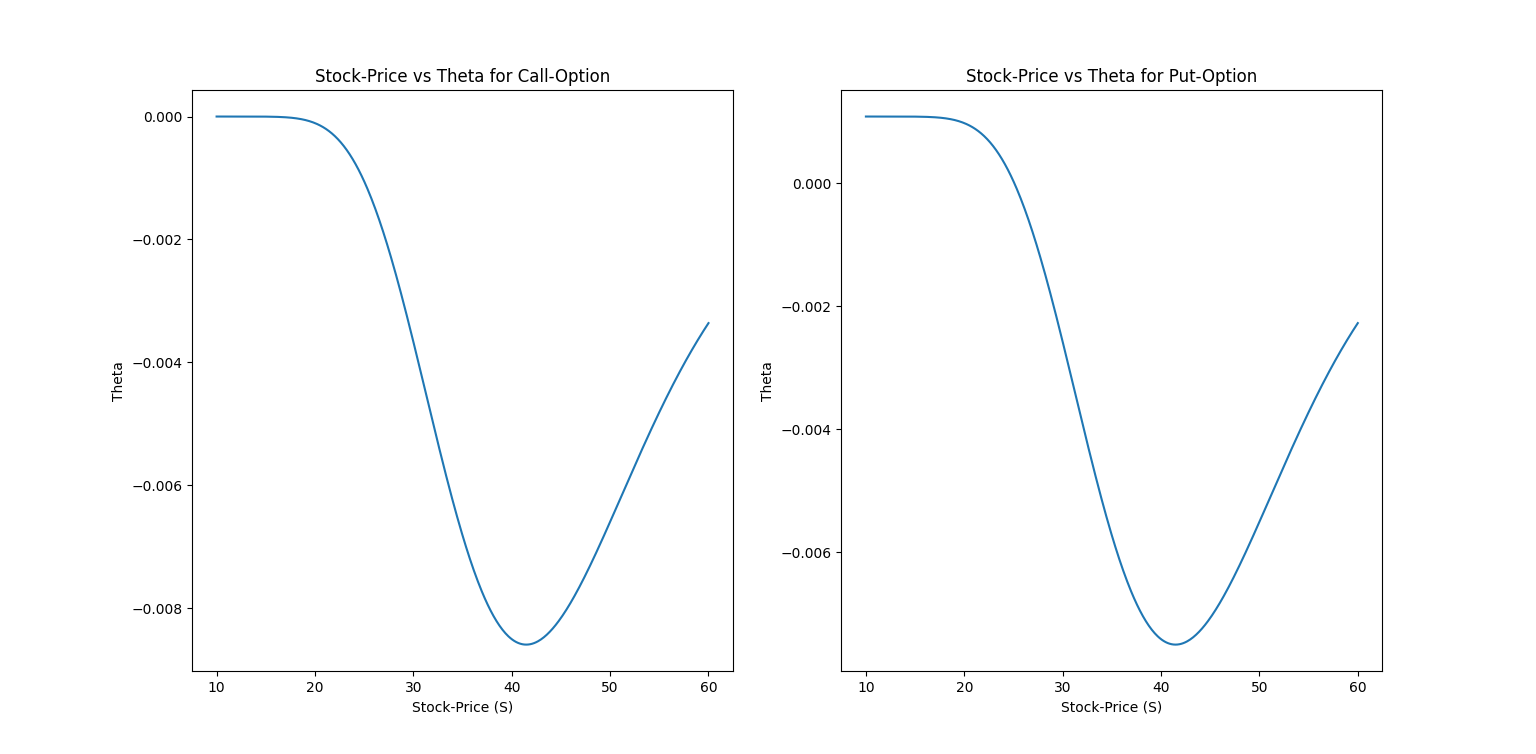 Stock-Price vs Theta for Call-Option
0.000
−0.002
−0.004
−0.006
−0.008
Theta
10 20 30 40 50 60
Stock-Price (S)
Stock-Price vs Theta for Put-Option
0.000
−0.002
−0.004
−0.006
Theta
10 20 30 40 50 60
Stock-Price (S)